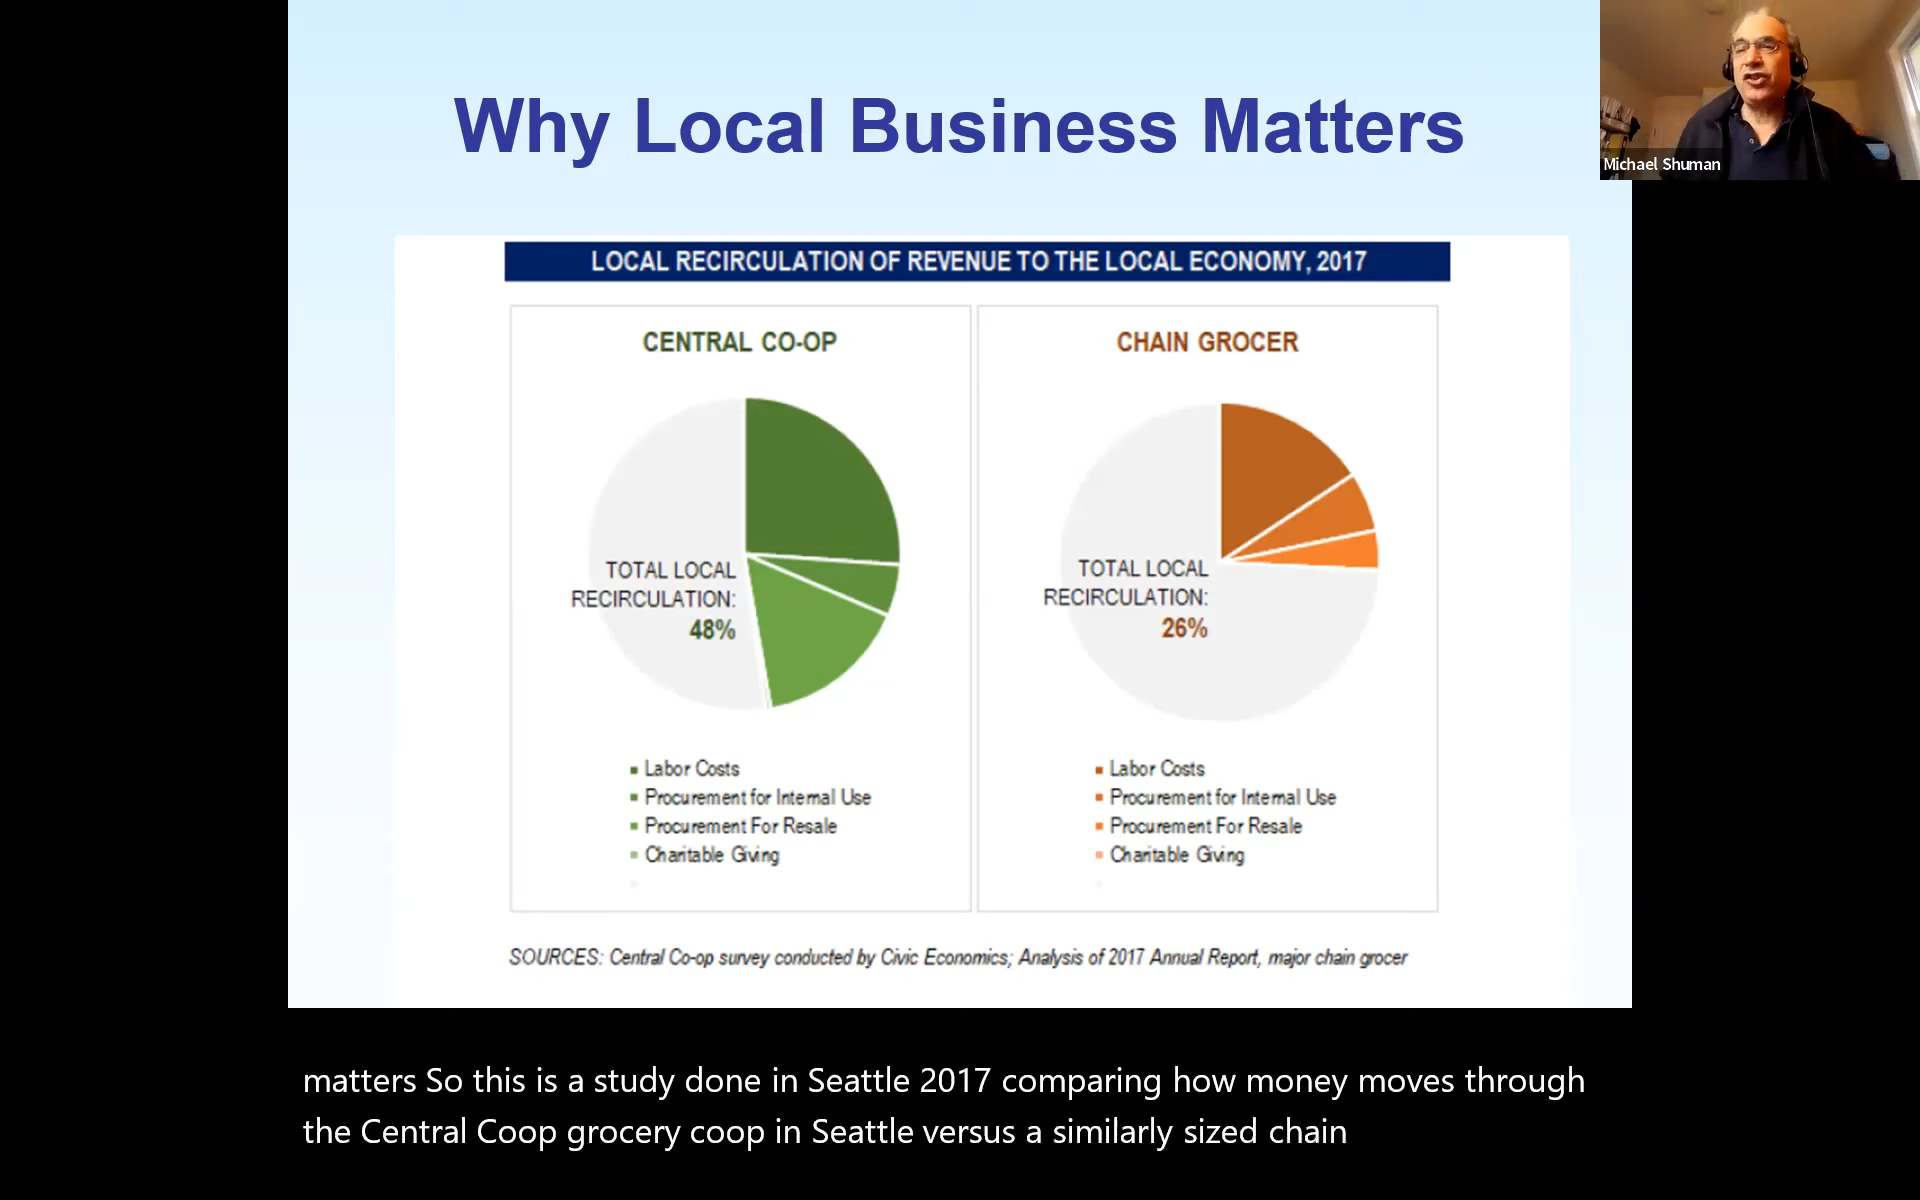 Why Local Business Matters
Michael Shuman
LOCAL RECIRCULATION OF REVENUE TO THE LOCAL ECONOMY, 2017
CENTRAL CO-OP
TOTAL LOCAL
RECIRCULATION:
48%
Labor Costs
Procurement for Internal Use
Procurement For Resale
Charitable Giving
CHAIN GROCER
TOTAL LOCAL
RECIRCULATION:
26%
Labor Costs
Procurement for Internal Use
Procurement For Resale
Charitable Giving
SOURCES: Central Co-op survey conducted by Civic Economics; Analysis of 2017 Annual Report, major chain grocer
matters So this is a study done in Seattle 2017 comparing how money moves through
the Central Coop grocery coop in Seattle versus a similarly sized chain